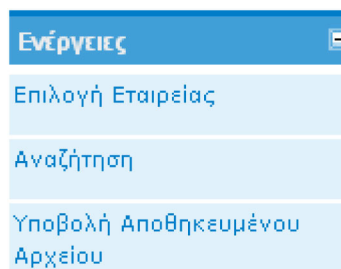 Ενέργειες
Επιλογή Εταιρείας
Αναζήτηση
Υποβολή Αποθηκευμένου
Αρχείου